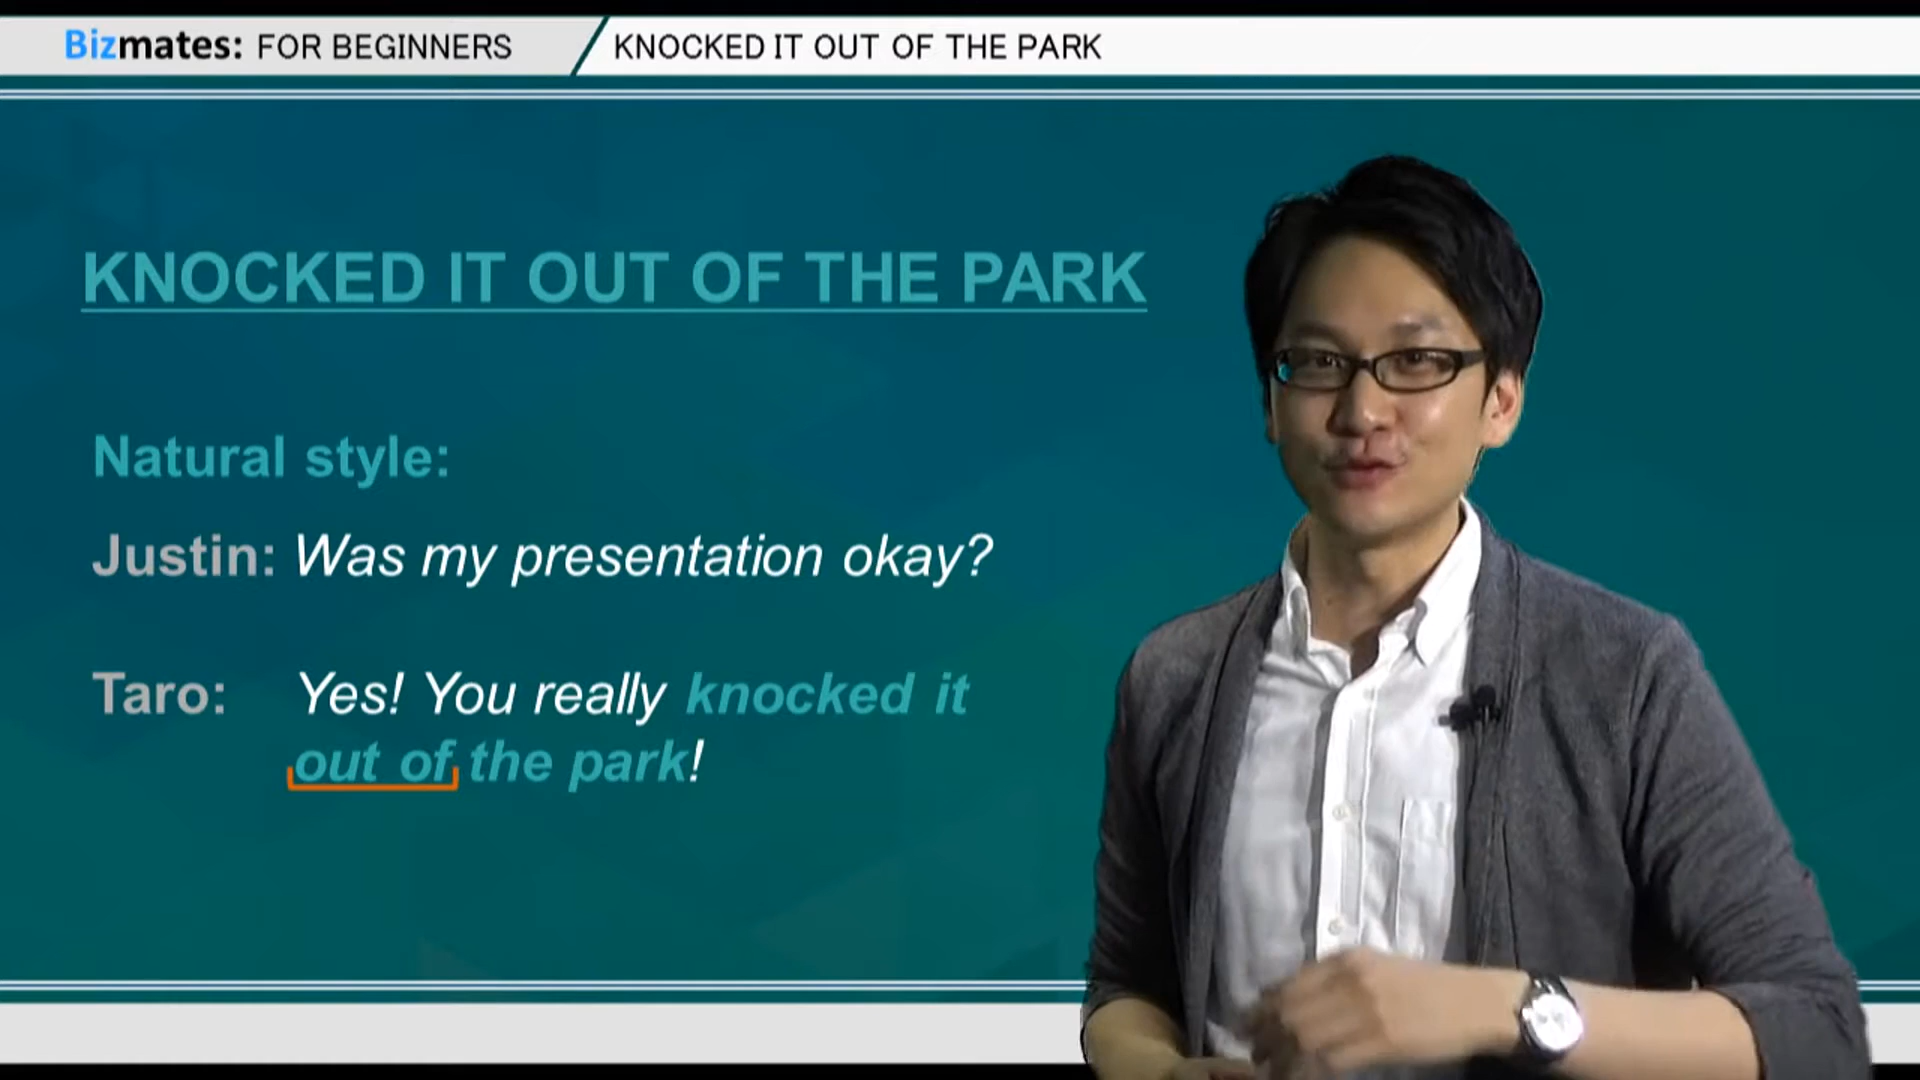 Bizmates: FOR BEGINNERS
KNOCKED IT OUT OF THE PARK
KNOCKED IT OUT OF THE PARK
Natural style:
Justin: Was my presentation okay?
Taro: Yes! You really knocked it
out of the park!